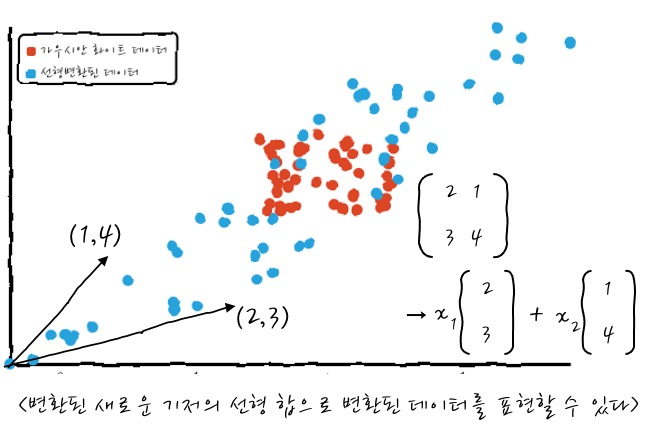 가우시안 화이트 데이터
선형변환된 데이터
(1,4)
(2,3)
2 1
3 4
→ x₁ (2 3) + x₂ (1 4)
<변환된 새로운 기저의 선형 합으로 변환된 데이터를 표현할 수 있다>